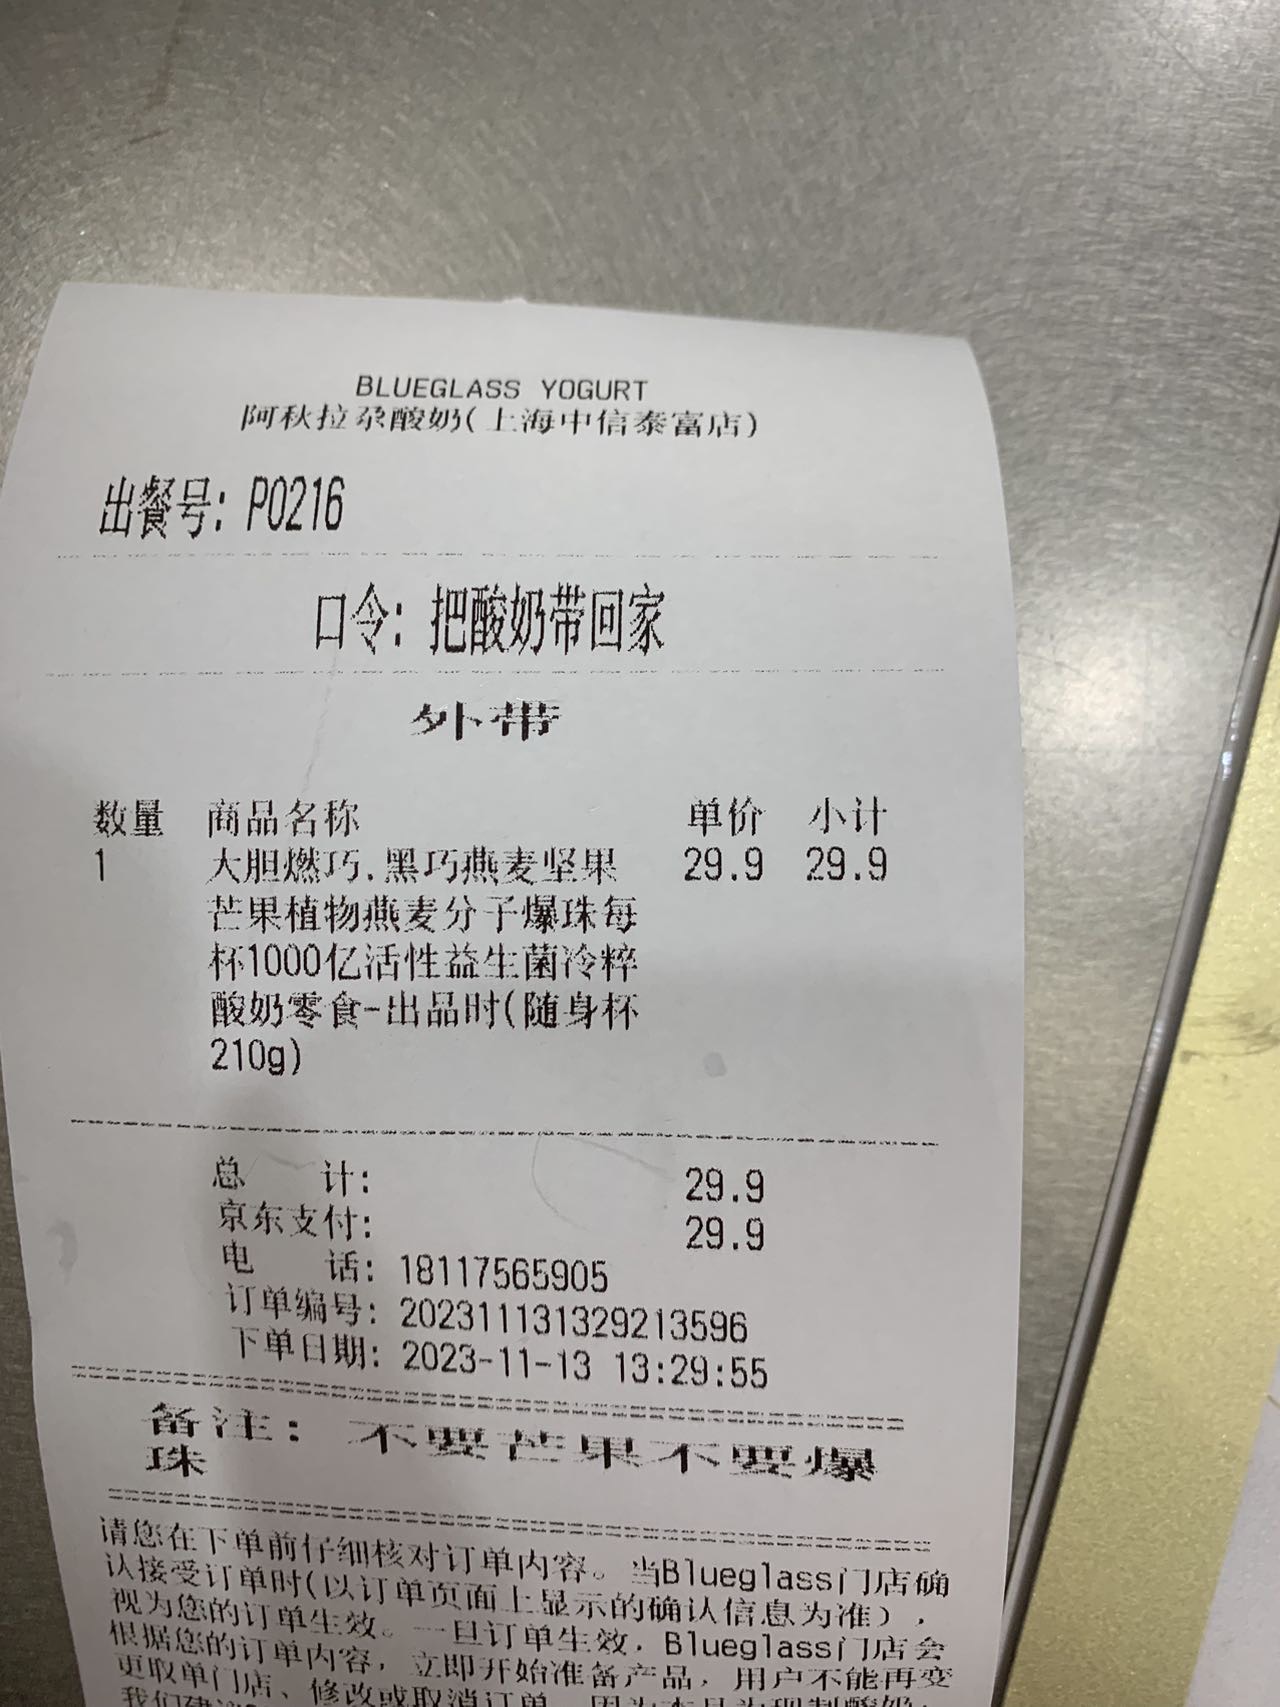 BLUEGLASS YOGURT
阿秋拉尕酸奶(上海中信泰富店)
出餐号: P0216
口令: 把酸奶带回家
外带
数量 商品名称 单价 小计
1 大胆燃巧.黑巧燕麦坚果 29.9 29.9
芒果植物燕麦分子爆珠每
杯1000亿活性益生菌冷粹
酸奶零食-出品时(随身杯
210g)
总 计: 29.9
京东支付: 29.9
电 话: 18117565905
订单编号: 202311131329213596
下单日期: 2023-11-13 13:29:55
备注: 不要芒果不要爆
珠
请您在下单前仔细核对订单内容。当Blueglass门店确
认接受订单时(以订单页面上显示的确认信息为准),
视为您的订单生效。一旦订单生效, Blueglass门店会
根据您的订单内容, 立即开始准备产品, 用户不能再变
更取单门店、修改或取消订单